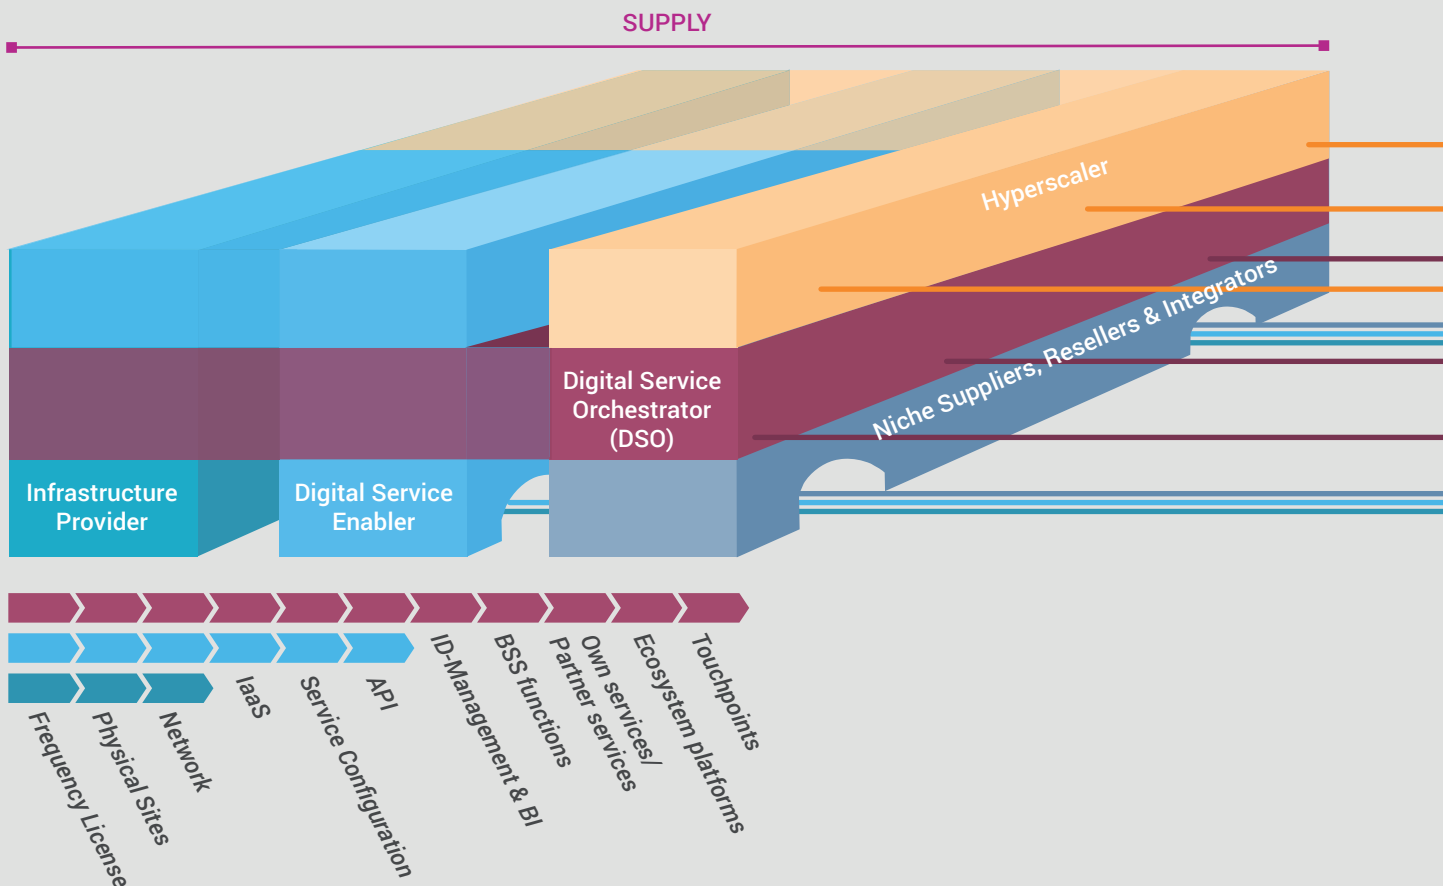 SUPPLY
Hyperscaler
Niche Suppliers, Resellers & Integrators
Digital Service
Orchestrator
(DSO)
Infrastructure
Provider
Digital Service
Enabler
Frequency License
Physical Sites
Network
IaaS
Service Configuration
API
ID-Management & BI
BSS functions
Own services/
Partner services
Ecosystem platforms
Touchpoints